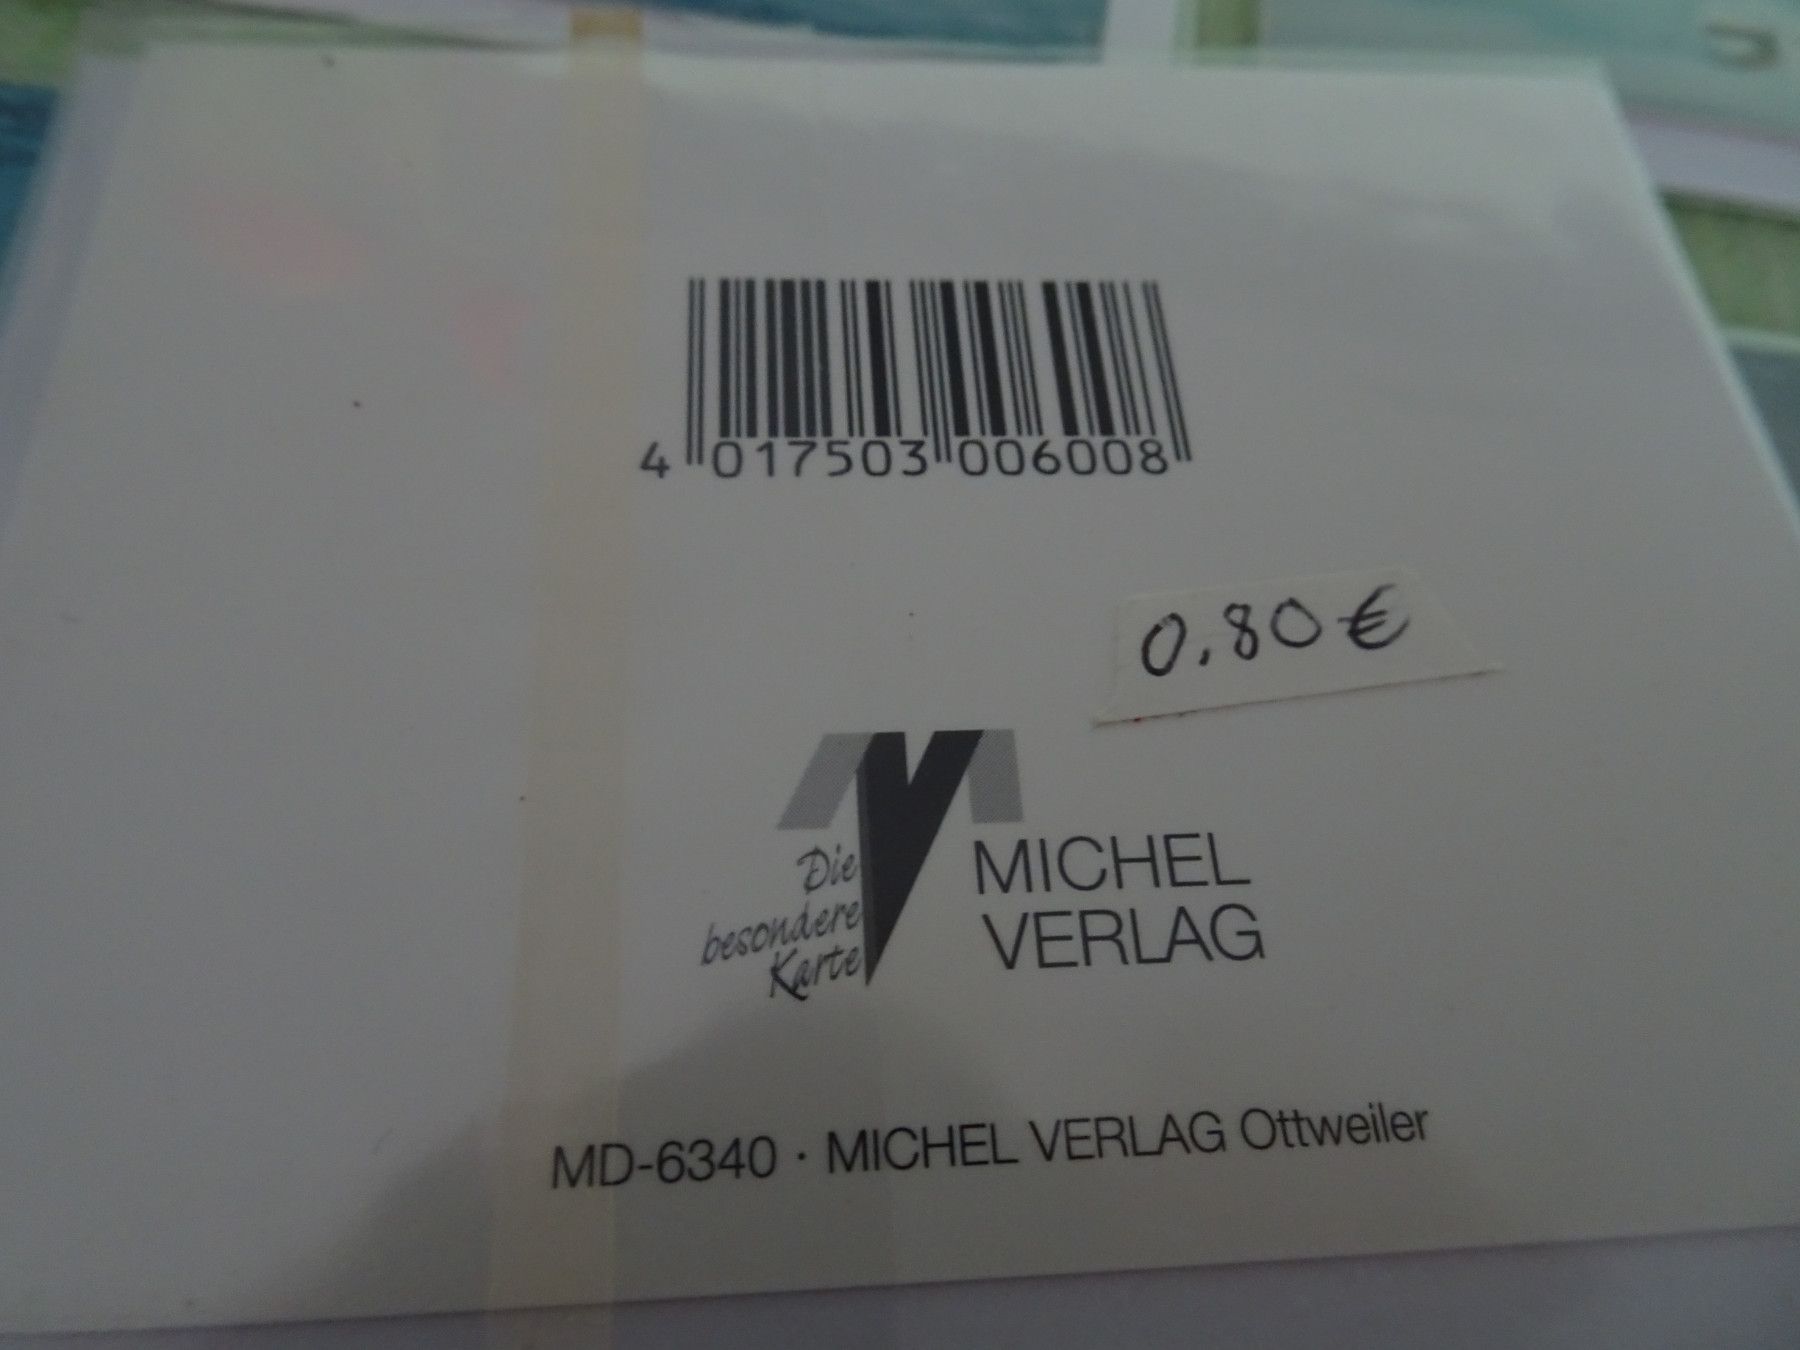 4 017503 006008
0.80 €
Die
besondere
Karte
MICHEL
VERLAG
MD-6340 · MICHEL VERLAG Ottweiler